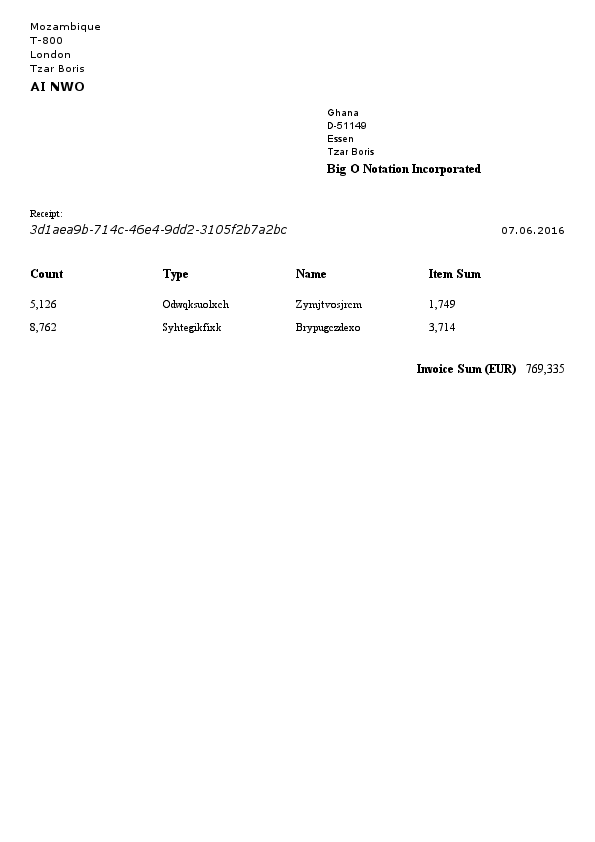 Mozambique
T-800
London
Tzar Boris
AI NWO
Ghana
D-51149
Essen
Tzar Boris
Big O Notation Incorporated
Receipt:
3d1aea9b-714c-46e4-9dd2-3105f2b7a2bc 07.06.2016
Count Type Name Item Sum
5,126 Odwqksuolxch Zymjtvosjrcm 1,749
8,762 Syhtegikfixk Brypugczdexo 3,714
Invoice Sum (EUR) 769,335